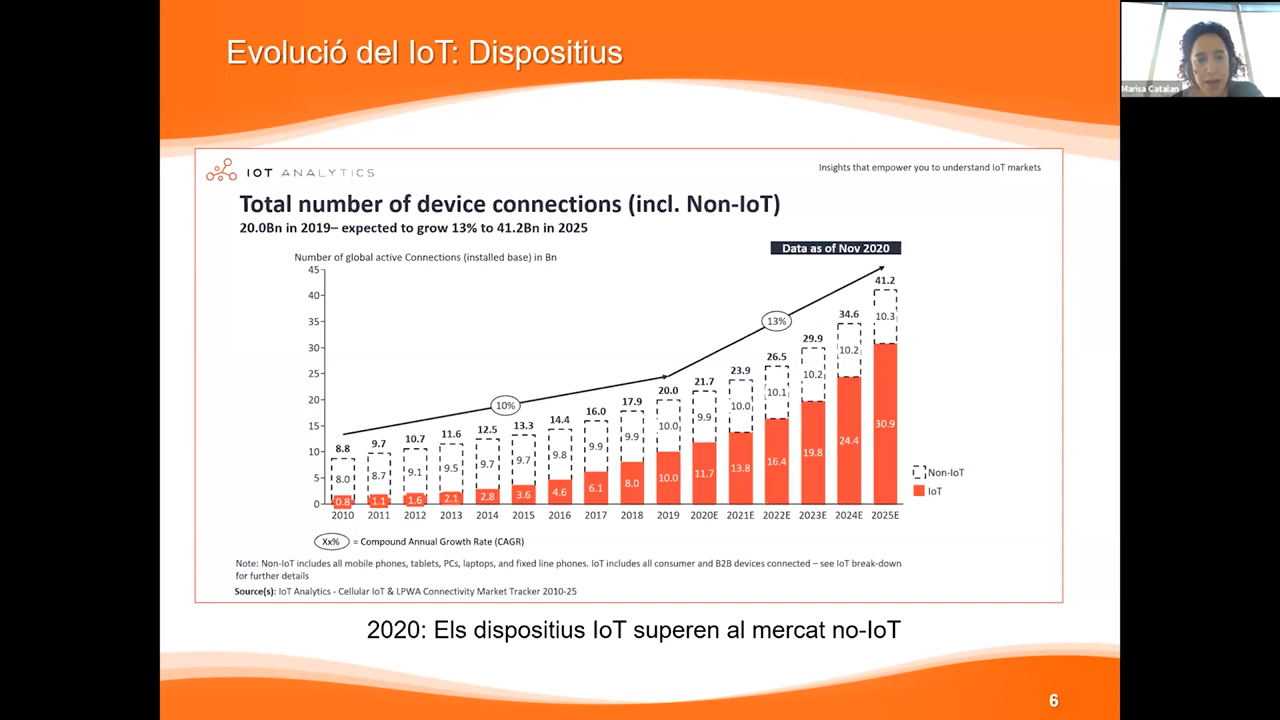 Evolució del IoT: Dispositius
Marisa Catalan
IOT ANALYTICS
Insights that empower you to understand IoT markets
Total number of device connections (incl. Non-IoT)
20.0Bn in 2019– expected to grow 13% to 41.2Bn in 2025
Data as of Nov 2020
Number of global active Connections (installed base) in Bn
45
40
35
30
25
20
15
10
5
0
10%
13%
8.8 9.7 10.7 11.6 12.5 13.3 14.4 16.0 17.9 20.0 21.7 23.9 26.5 29.9 34.6 41.2
8.0 8.7 9.1 9.5 9.7 9.7 9.8 9.9 9.9 10.0 9.9 10.0 10.1 10.2 10.2 10.3
0.8 1.1 1.6 2.1 2.8 3.6 4.6 6.1 8.0 10.0 11.7 13.8 16.4 19.8 24.4 30.9
2010 2011 2012 2013 2014 2015 2016 2017 2018 2019 2020E 2021E 2022E 2023E 2024E 2025E
Non-IoT
IoT
Xx% = Compound Annual Growth Rate (CAGR)
Note: Non-IoT includes all mobile phones, tablets, PCs, laptops, and fixed line phones. IoT includes all consumer and B2B devices connected – see IoT break-down
for further details
Source(s): IoT Analytics - Cellular IoT & LPWA Connectivity Market Tracker 2010-25
2020: Els dispositius IoT superen al mercat no-IoT
6